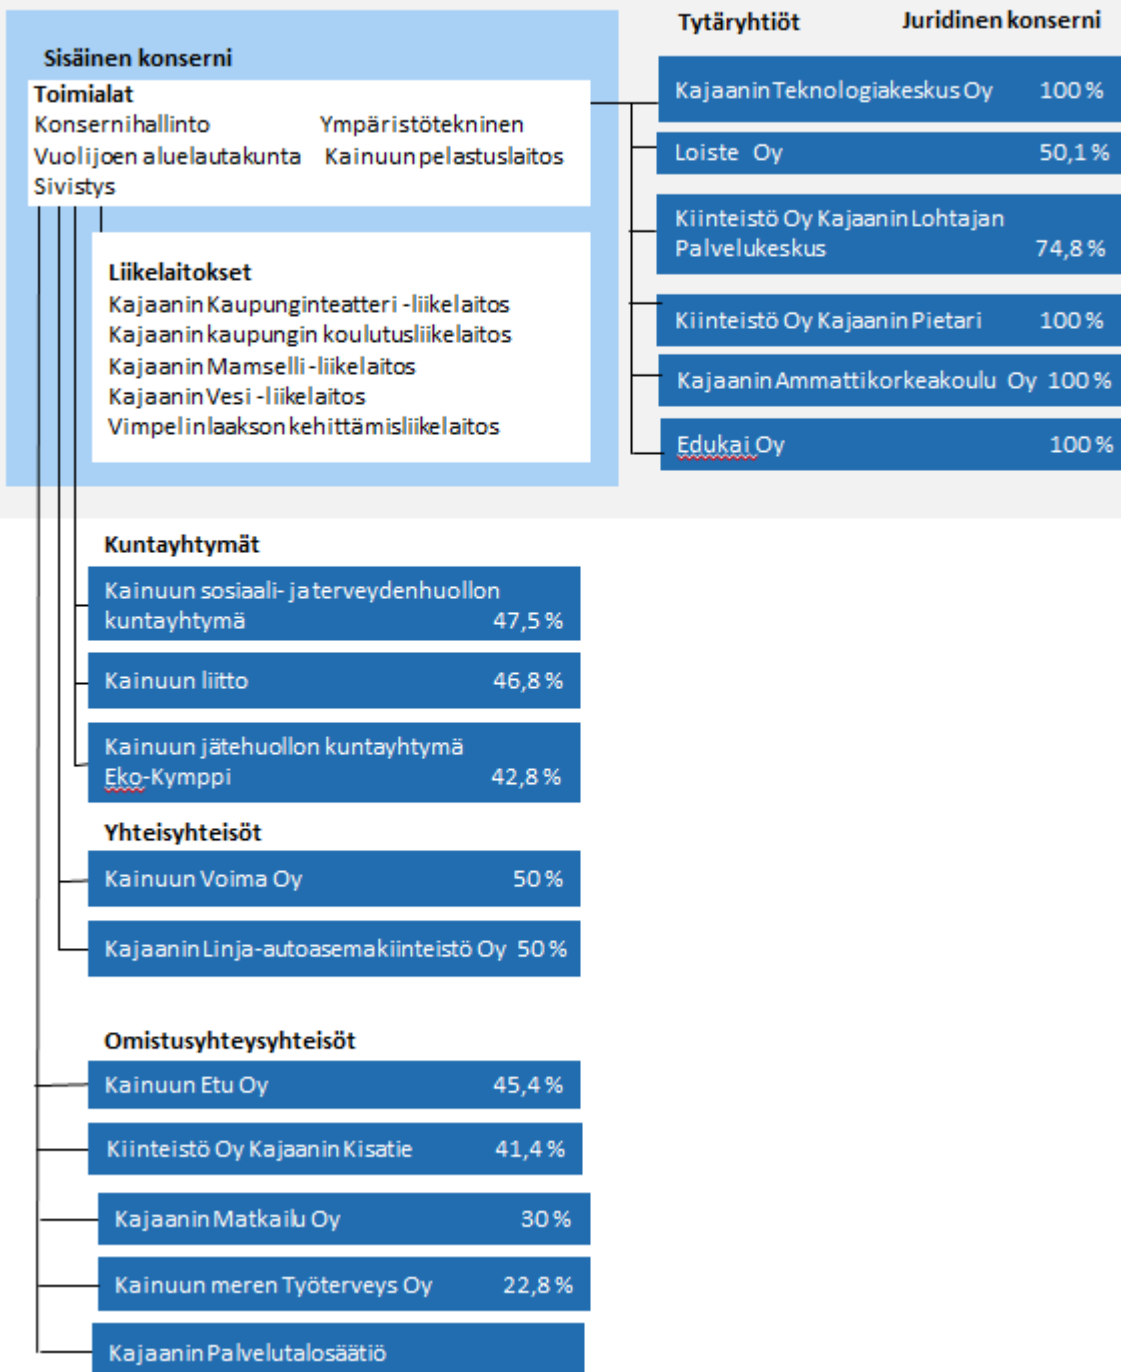 Sisäinen konserni
Toimialat
Konsernihallinto Ympäristötekninen
Vuolijoen aluelautakunta Kainuun pelastuslaitos
Sivistys
Liikelaitokset
Kajaanin Kaupunginteatteri -liikelaitos
Kajaanin kaupungin koulutusliikelaitos
Kajaanin Mamselli -liikelaitos
Kajaanin Vesi -liikelaitos
Vimpelinlaakson kehittämisliikelaitos
Tytäryhtiöt Juridinen konserni
Kajaanin Teknologiakeskus Oy 100 %
Loiste Oy 50,1 %
Kiinteistö Oy Kajaanin Lohtajan
Palvelukeskus 74,8 %
Kiinteistö Oy Kajaanin Pietari 100 %
Kajaanin Ammattikorkeakoulu Oy 100 %
Edukai Oy 100 %
Kuntayhtymät
Kainuun sosiaali- ja terveydenhuollon
kuntayhtymä 47,5 %
Kainuun liitto 46,8 %
Kainuun jätehuollon kuntayhtymä
Eko-Kymppi 42,8 %
Yhteisyhteisöt
Kainuun Voima Oy 50 %
Kajaanin Linja-autoasemakiinteistö Oy 50 %
Omistusyhteysyhteisöt
Kainuun Etu Oy 45,4 %
Kiinteistö Oy Kajaanin Kisatie 41,4 %
Kajaanin Matkailu Oy 30 %
Kainuun meren Työterveys Oy 22,8 %
Kajaanin Palvelutalosäätiö